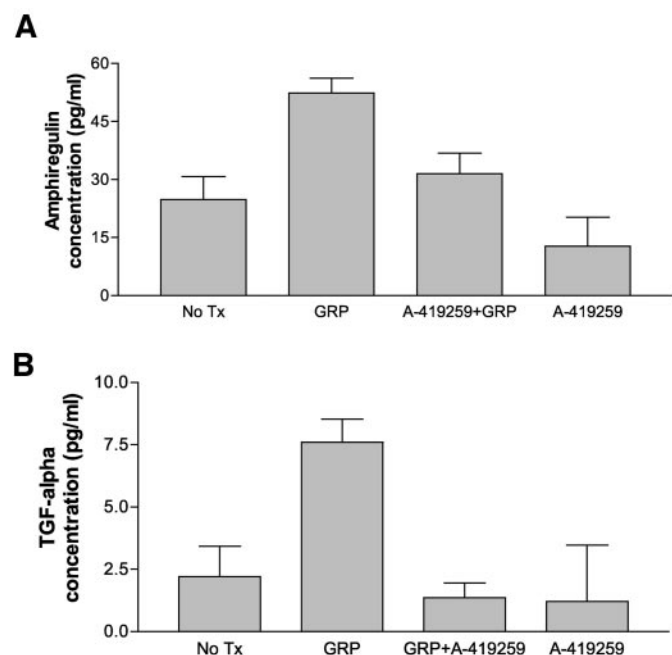 A
Amphiregulin
concentration (pg/ml)
60
45
30
15
0
No Tx
GRP
A-419259+GRP
A-419259
B
TGF-alpha
concentration (pg/ml)
10.0
7.5
5.0
2.5
0.0
No Tx
GRP
GRP+A-419259
A-419259